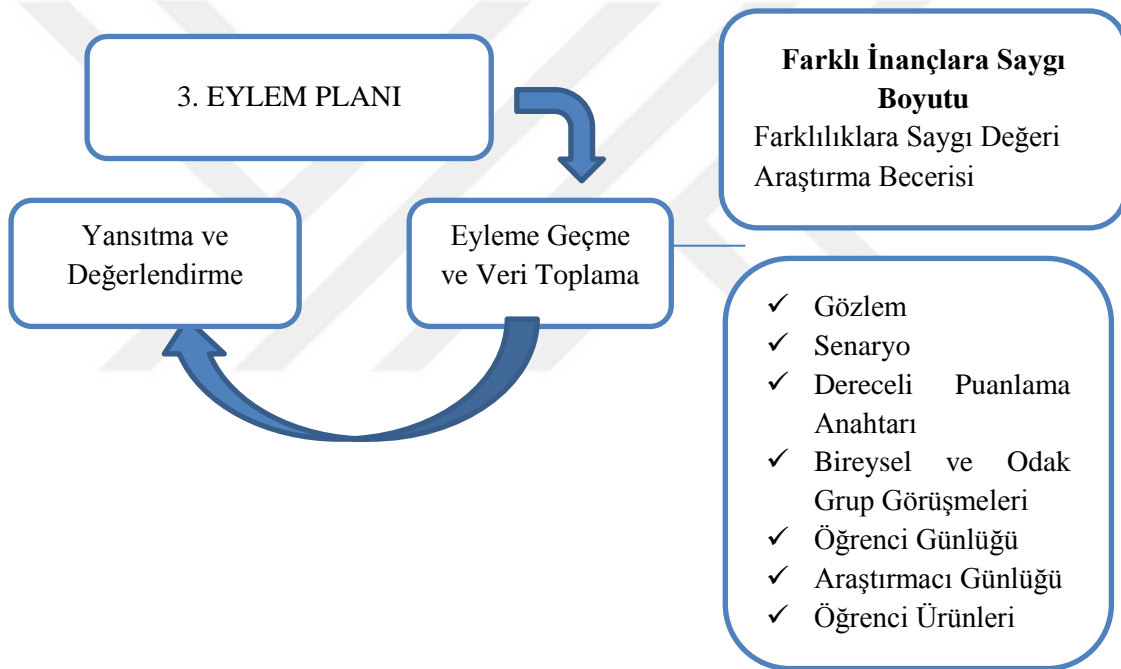 3. EYLEM PLANI
Farklı İnançlara Saygı
Boyutu
Farklılıklara Saygı Değeri
Araştırma Becerisi
Yansıtma ve
Değerlendirme
Eyleme Geçme
ve Veri Toplama
✓ Gözlem
✓ Senaryo
✓ Dereceli Puanlama
Anahtarı
✓ Bireysel ve Odak
Grup Görüşmeleri
✓ Öğrenci Günlüğü
✓ Araştırmacı Günlüğü
✓ Öğrenci Ürünleri